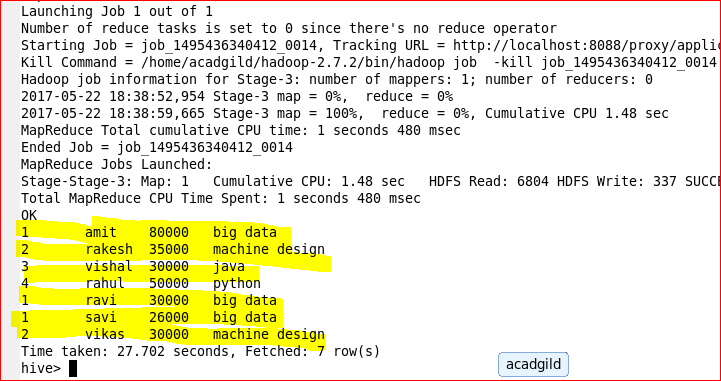 Launching Job 1 out of 1
Number of reduce tasks is set to 0 since there's no reduce operator
Starting Job = job_1495436340412_0014, Tracking URL = http://localhost:8088/proxy/applic
Kill Command = /home/acadgild/hadoop-2.7.2/bin/hadoop job  -kill job_1495436340412_0014
Hadoop job information for Stage-3: number of mappers: 1; number of reducers: 0
2017-05-22 18:38:52,954 Stage-3 map = 0%,  reduce = 0%
2017-05-22 18:38:59,665 Stage-3 map = 100%,  reduce = 0%, Cumulative CPU 1.48 sec
MapReduce Total cumulative CPU time: 1 seconds 480 msec
Ended Job = job_1495436340412_0014
MapReduce Jobs Launched:
Stage-Stage-3: Map: 1   Cumulative CPU: 1.48 sec   HDFS Read: 6804 HDFS Write: 337 SUCCE
Total MapReduce CPU Time Spent: 1 seconds 480 msec
OK
1       amit    80000   big data
2       rakesh  35000   machine design
3       vishal  30000   java
4       rahul   50000   python
1       ravi    30000   big data
1       savi    26000   big data
2       vikas   30000   machine design
Time taken: 27.702 seconds, Fetched: 7 row(s)
hive>
acadgild